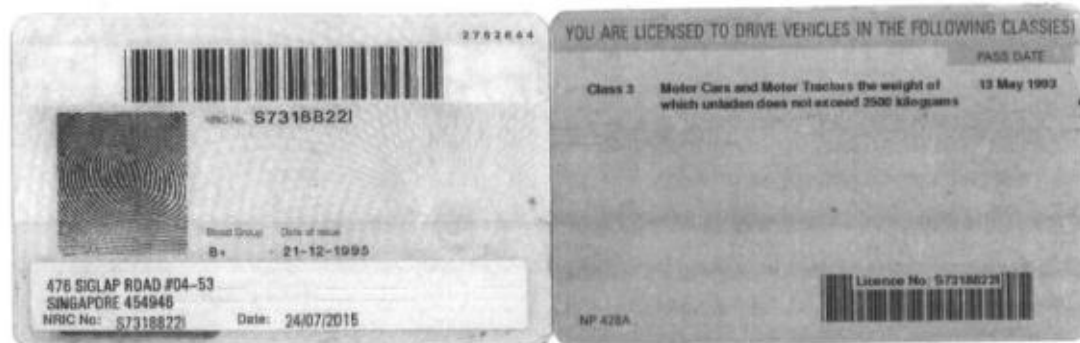 NRIC No. S7318822I
Blood Group Date of issue
B+ - 21-12-1995
476 SIGLAP ROAD #04-53
SINGAPORE 454946
NRIC No: S7318822I Date: 24/07/2015
YOU ARE LICENSED TO DRIVE VEHICLES IN THE FOLLOWING CLASS(ES)
PASS DATE
Class 3 Motor Cars and Motor Tractors the weight of 13 May 1993
which unladen does not exceed 2500 kilograms
Licence No: S7318822I
NP 428A